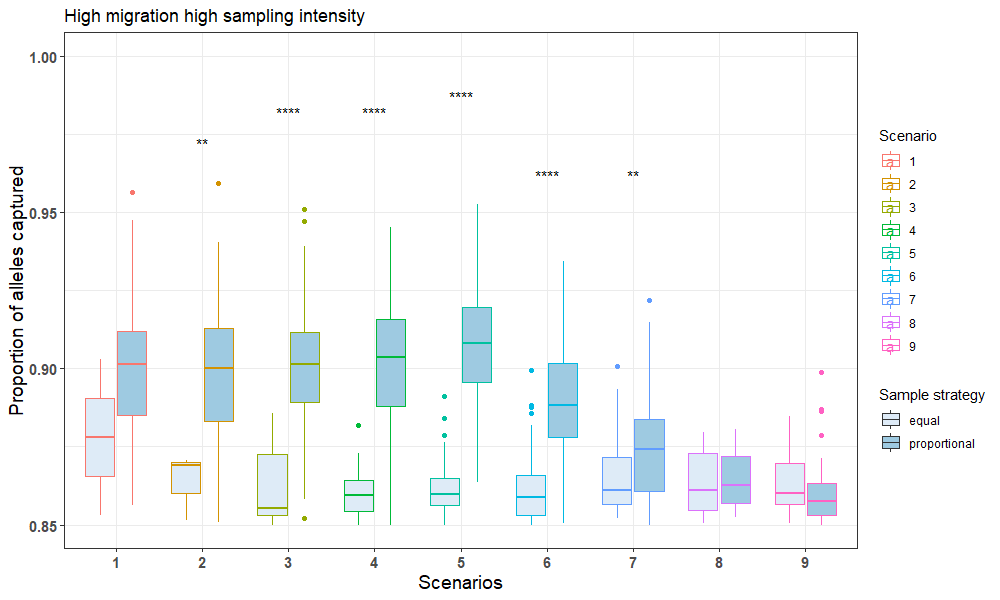 High migration high sampling intensity
Proportion of alleles captured
1.00
0.95
0.90
0.85
**
****
****
****
****
**
1 2 3 4 5 6 7 8 9
Scenarios
Scenario
a 1
a 2
a 3
a 4
a 5
a 6
a 7
a 8
a 9
Sample strategy
equal
proportional